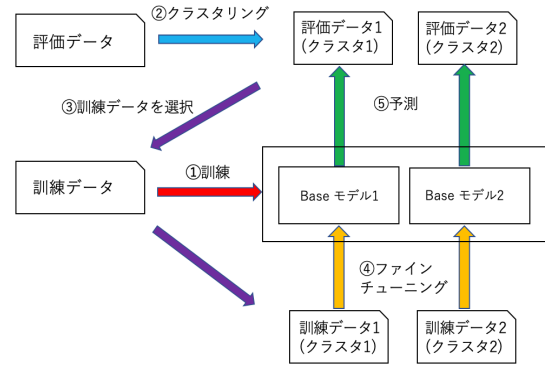 ②クラスタリング
評価データ
評価データ1
(クラスタ1)
評価データ2
(クラスタ2)
③訓練データを選択
⑤予測
①訓練
訓練データ
Base モデル1
Base モデル2
④ファイン
チューニング
訓練データ1
(クラスタ1)
訓練データ2
(クラスタ2)